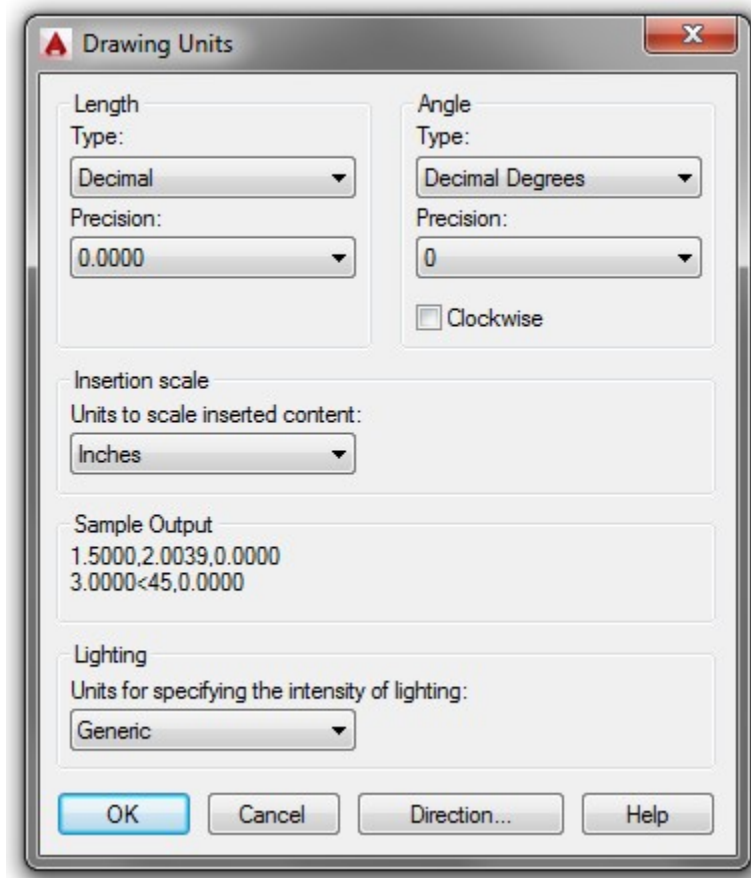 Drawing Units
Length
Type:
Decimal
Precision:
0.0000
Angle
Type:
Decimal Degrees
Precision:
0
Clockwise
Insertion scale
Units to scale inserted content:
Inches
Sample Output
1.5000,2.0039,0.0000
3.0000<45,0.0000
Lighting
Units for specifying the intensity of lighting:
Generic
OK
Cancel
Direction...
Help